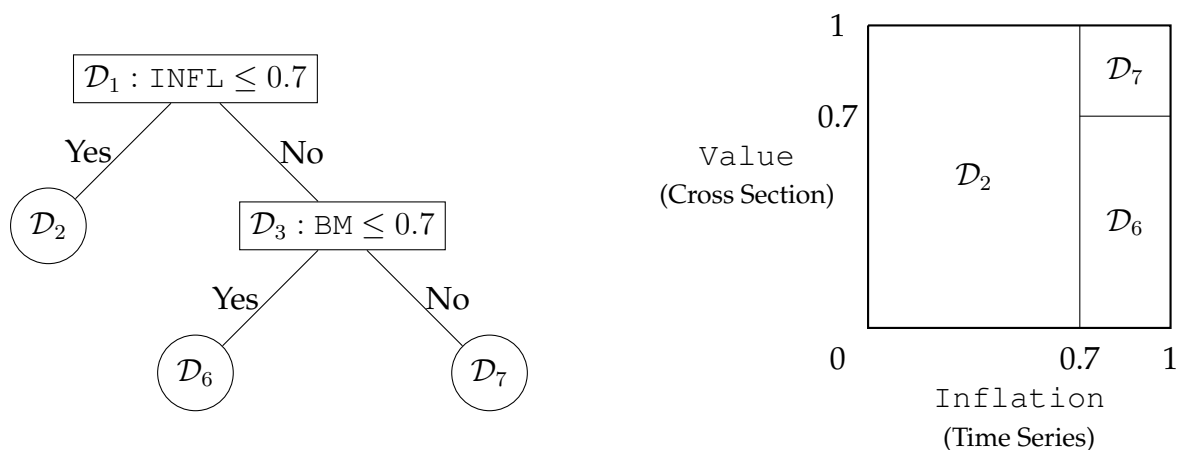 𝒟₁ : INFL ≤ 0.7
Yes
No
𝒟₂
𝒟₃ : BM ≤ 0.7
Yes
No
𝒟₆
𝒟₇
1
0.7
Value
(Cross Section)
𝒟₂
𝒟₇
𝒟₆
0
0.7
1
Inflation
(Time Series)